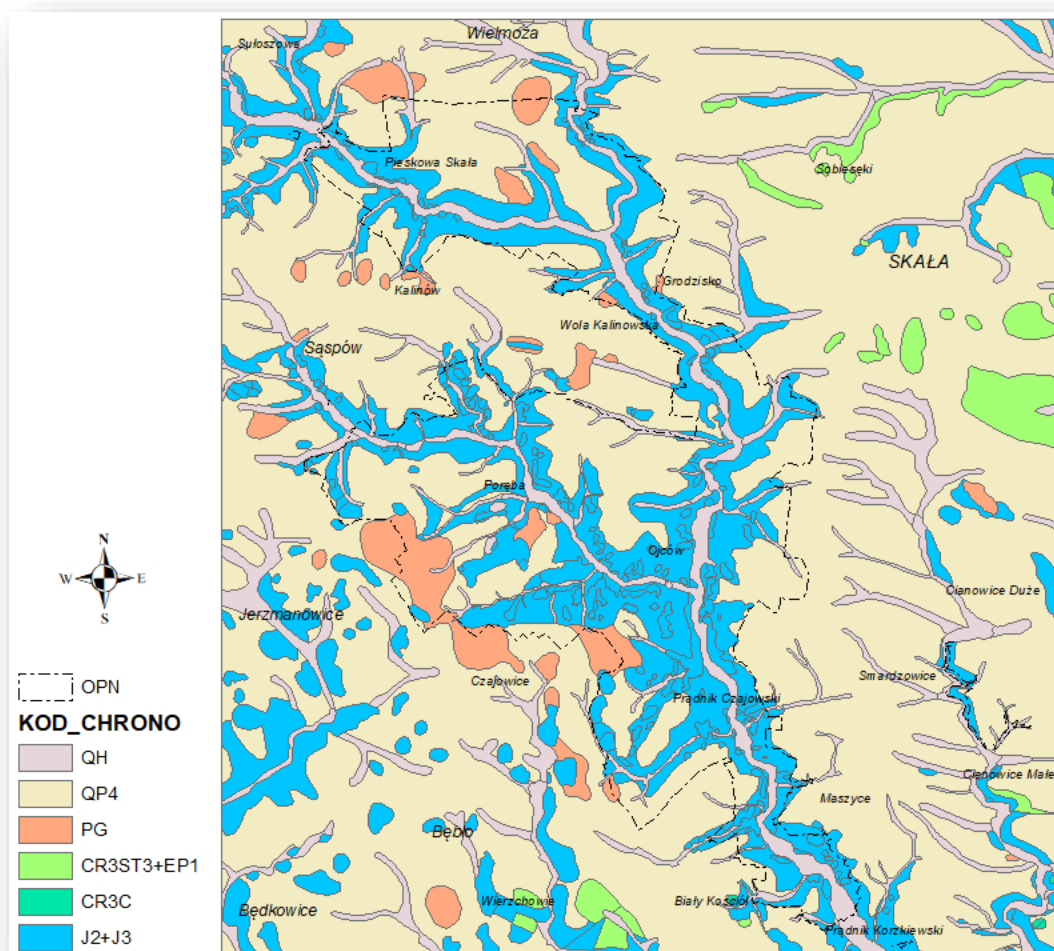 Sułoszowa
Wielmoża
Pieskowa Skała
Sobiesęki
SKAŁA
Kalinów
Grodzisko
Wola Kalinowska
Sąspów
Poręba
Ojców
N
W E
S
Cianowice Duże
Jerzmanowice
Czajowice
Smardzowice
OPN
Prądnik Czajowski
KOD_CHRONO
QH
Cianowice Małe
QP4
Maszyce
PG
Bębło
CR3ST3+EP1
CR3C
Wierzchowie
Biały Kościół
Będkowice
J2+J3
Prądnik Korzkiewski